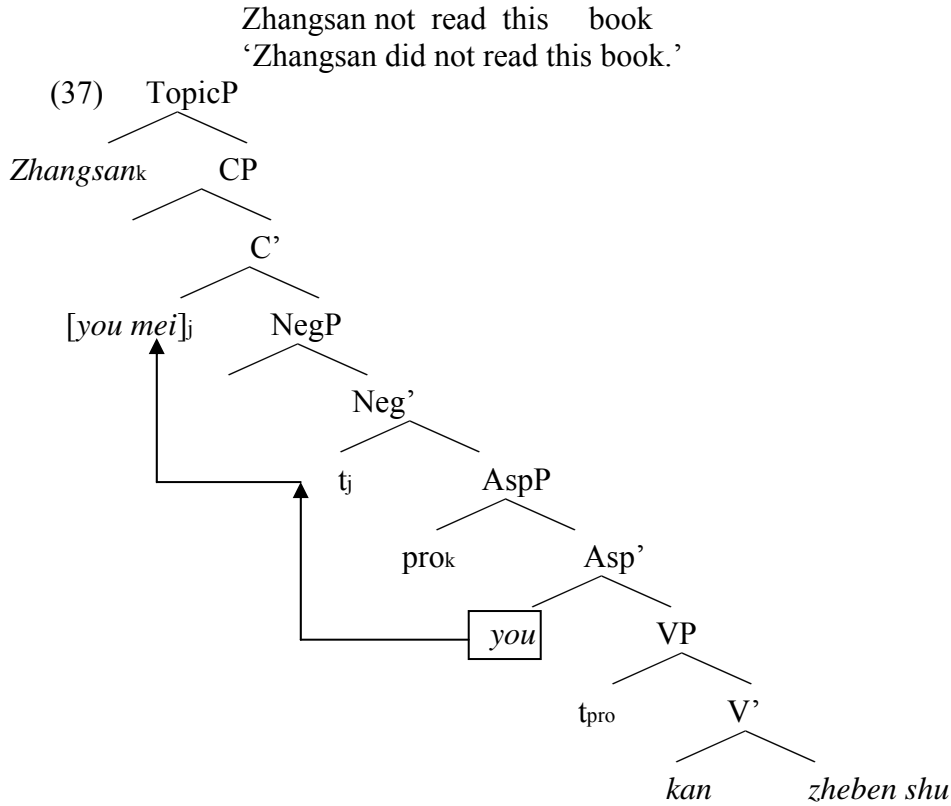 Zhangsan not read this book
‘Zhangsan did not read this book.’
(37) TopicP
Zhangsank CP
C’
[you mei]j NegP
Neg’
tj AspP
prok Asp’
you VP
tpro V’
kan zheben shu